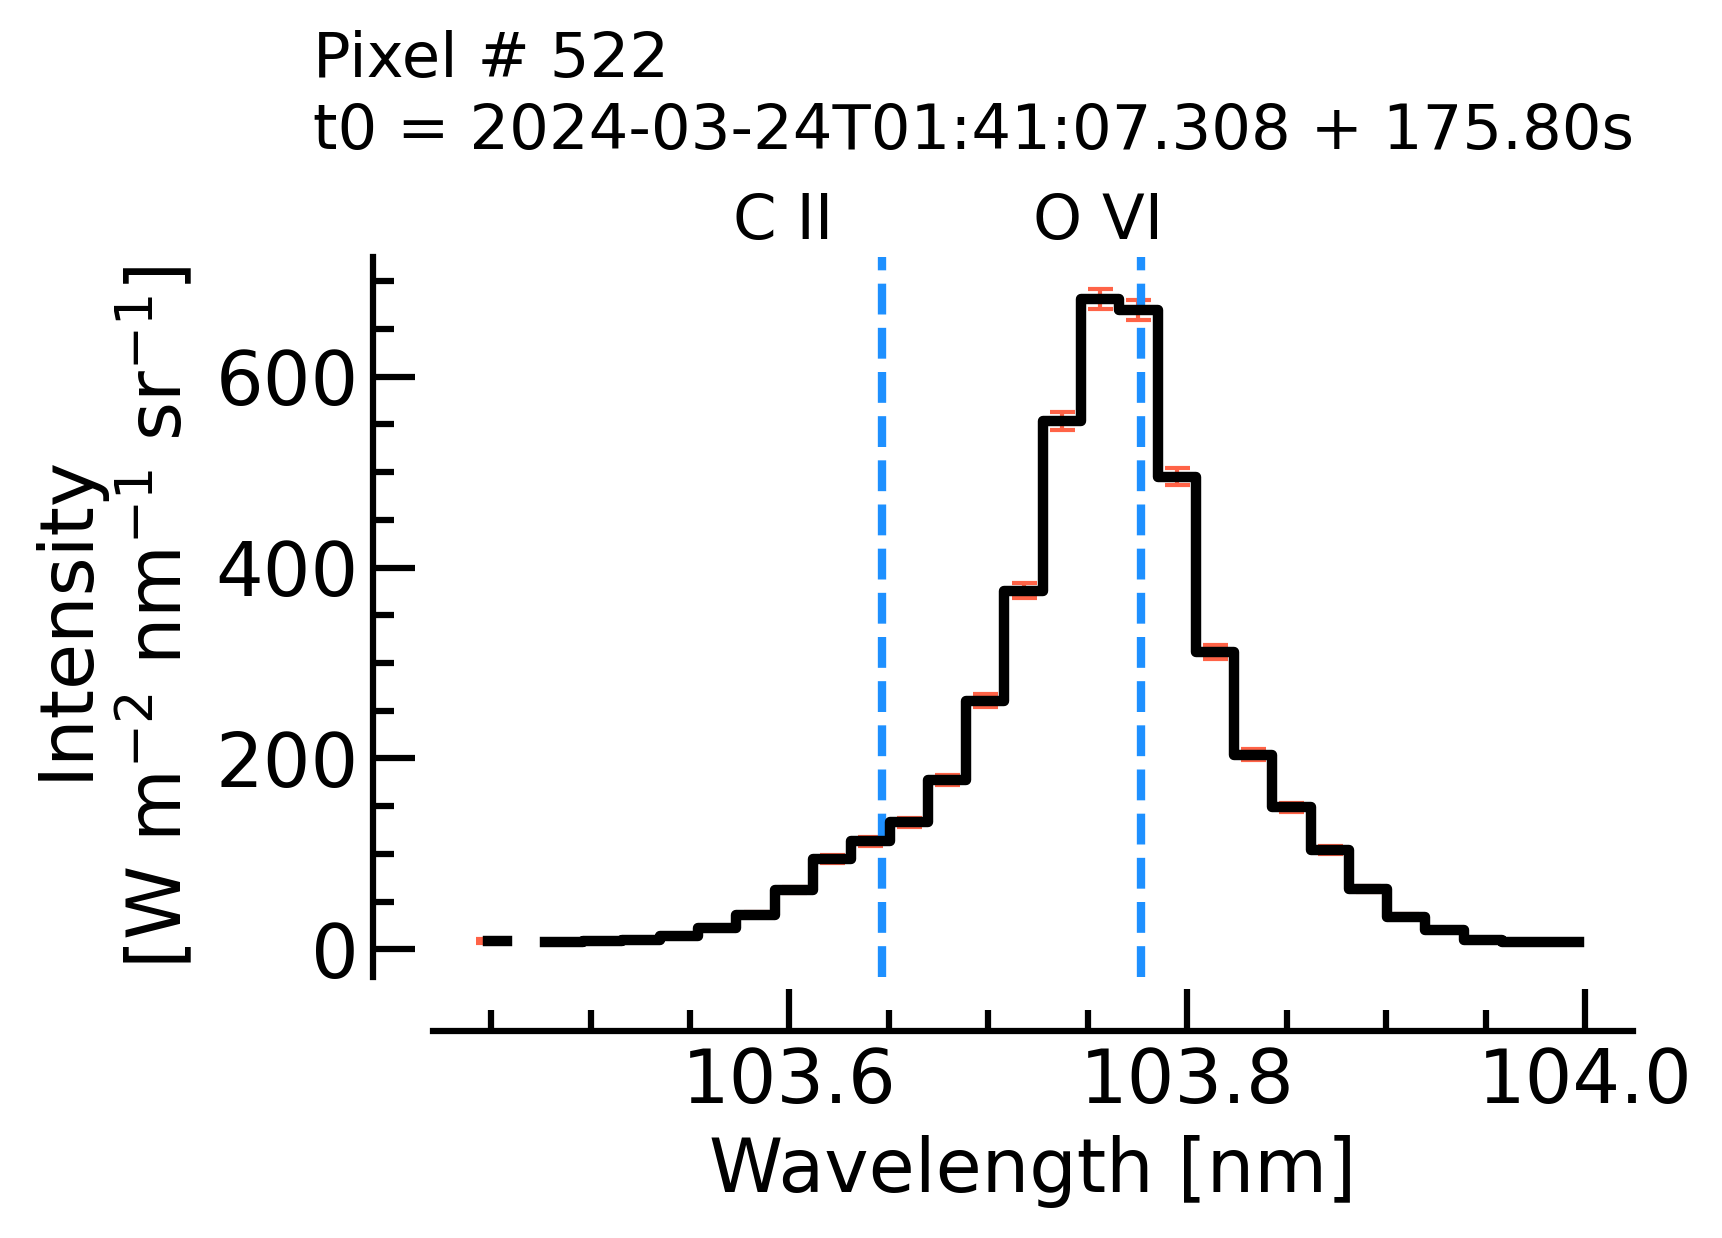 Pixel # 522
t0 = 2024-03-24T01:41:07.308 + 175.80s
C II
O VI
Intensity
[W m⁻² nm⁻¹ sr⁻¹]
600
400
200
0
103.6
103.8
104.0
Wavelength [nm]